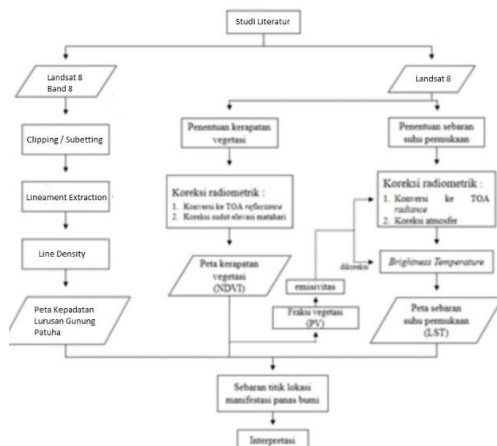 Studi Literatur
Landsat 8
Band 8
Clipping / Subetting
Lineament Extraction
Line Density
Peta Kepadatan
Lurusan Gunung
Patuha
Landsat 8
Penentuan kerapatan
vegetasi
Koreksi radiometrik :
1. Konversi ke TOA reflectance
2. Koreksi sudut elevasi matahari
Peta kerapatan
vegetasi
(NDVI)
Fraksi vegetasi
(PV)
emisivitas
dikoreksi
Penentuan sebaran
suhu permukaan
Koreksi radiometrik :
1. Konversi ke TOA
radiance
2. Koreksi atmosfer
Brightness Temperature
Peta sebaran
suhu permukaan
(LST)
Sebaran titik lokasi
manifestasi panas bumi
Interpretasi